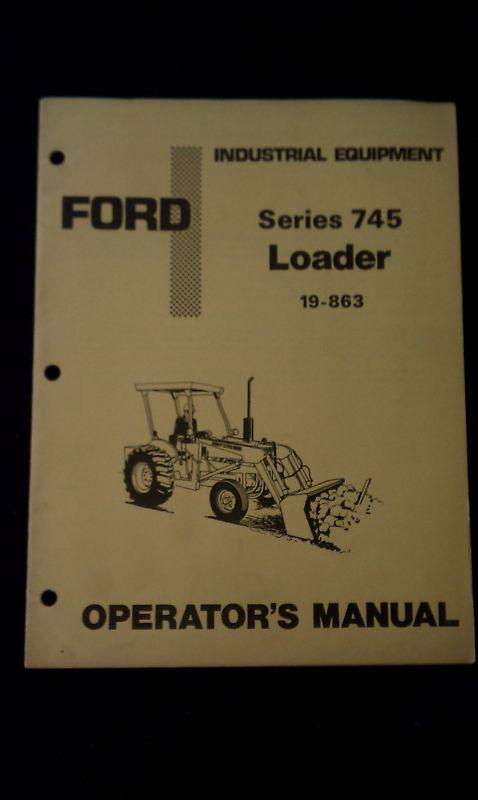 INDUSTRIAL EQUIPMENT
FORD
Series 745
Loader
19-863
OPERATOR'S MANUAL